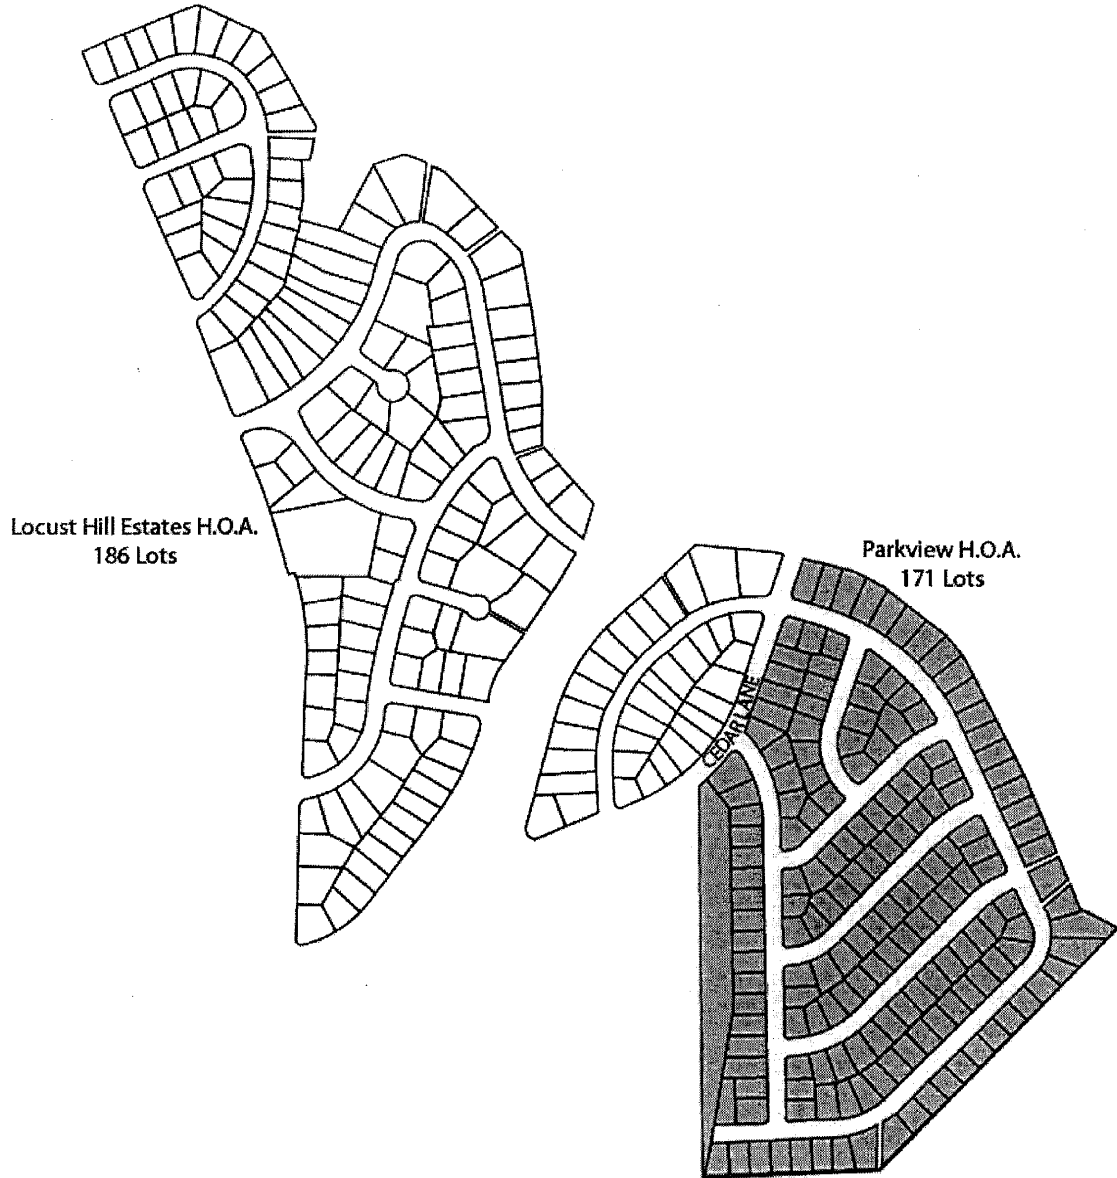 Locust Hill Estates H.O.A.
186 Lots
Parkview H.O.A.
171 Lots
CEDAR LANE